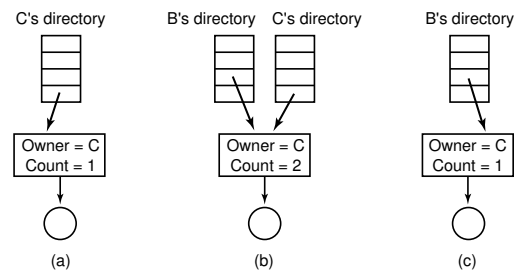 C's directory
B's directory C's directory
B's directory
Owner = C
Count = 1
Owner = C
Count = 2
Owner = C
Count = 1
(a)
(b)
(c)